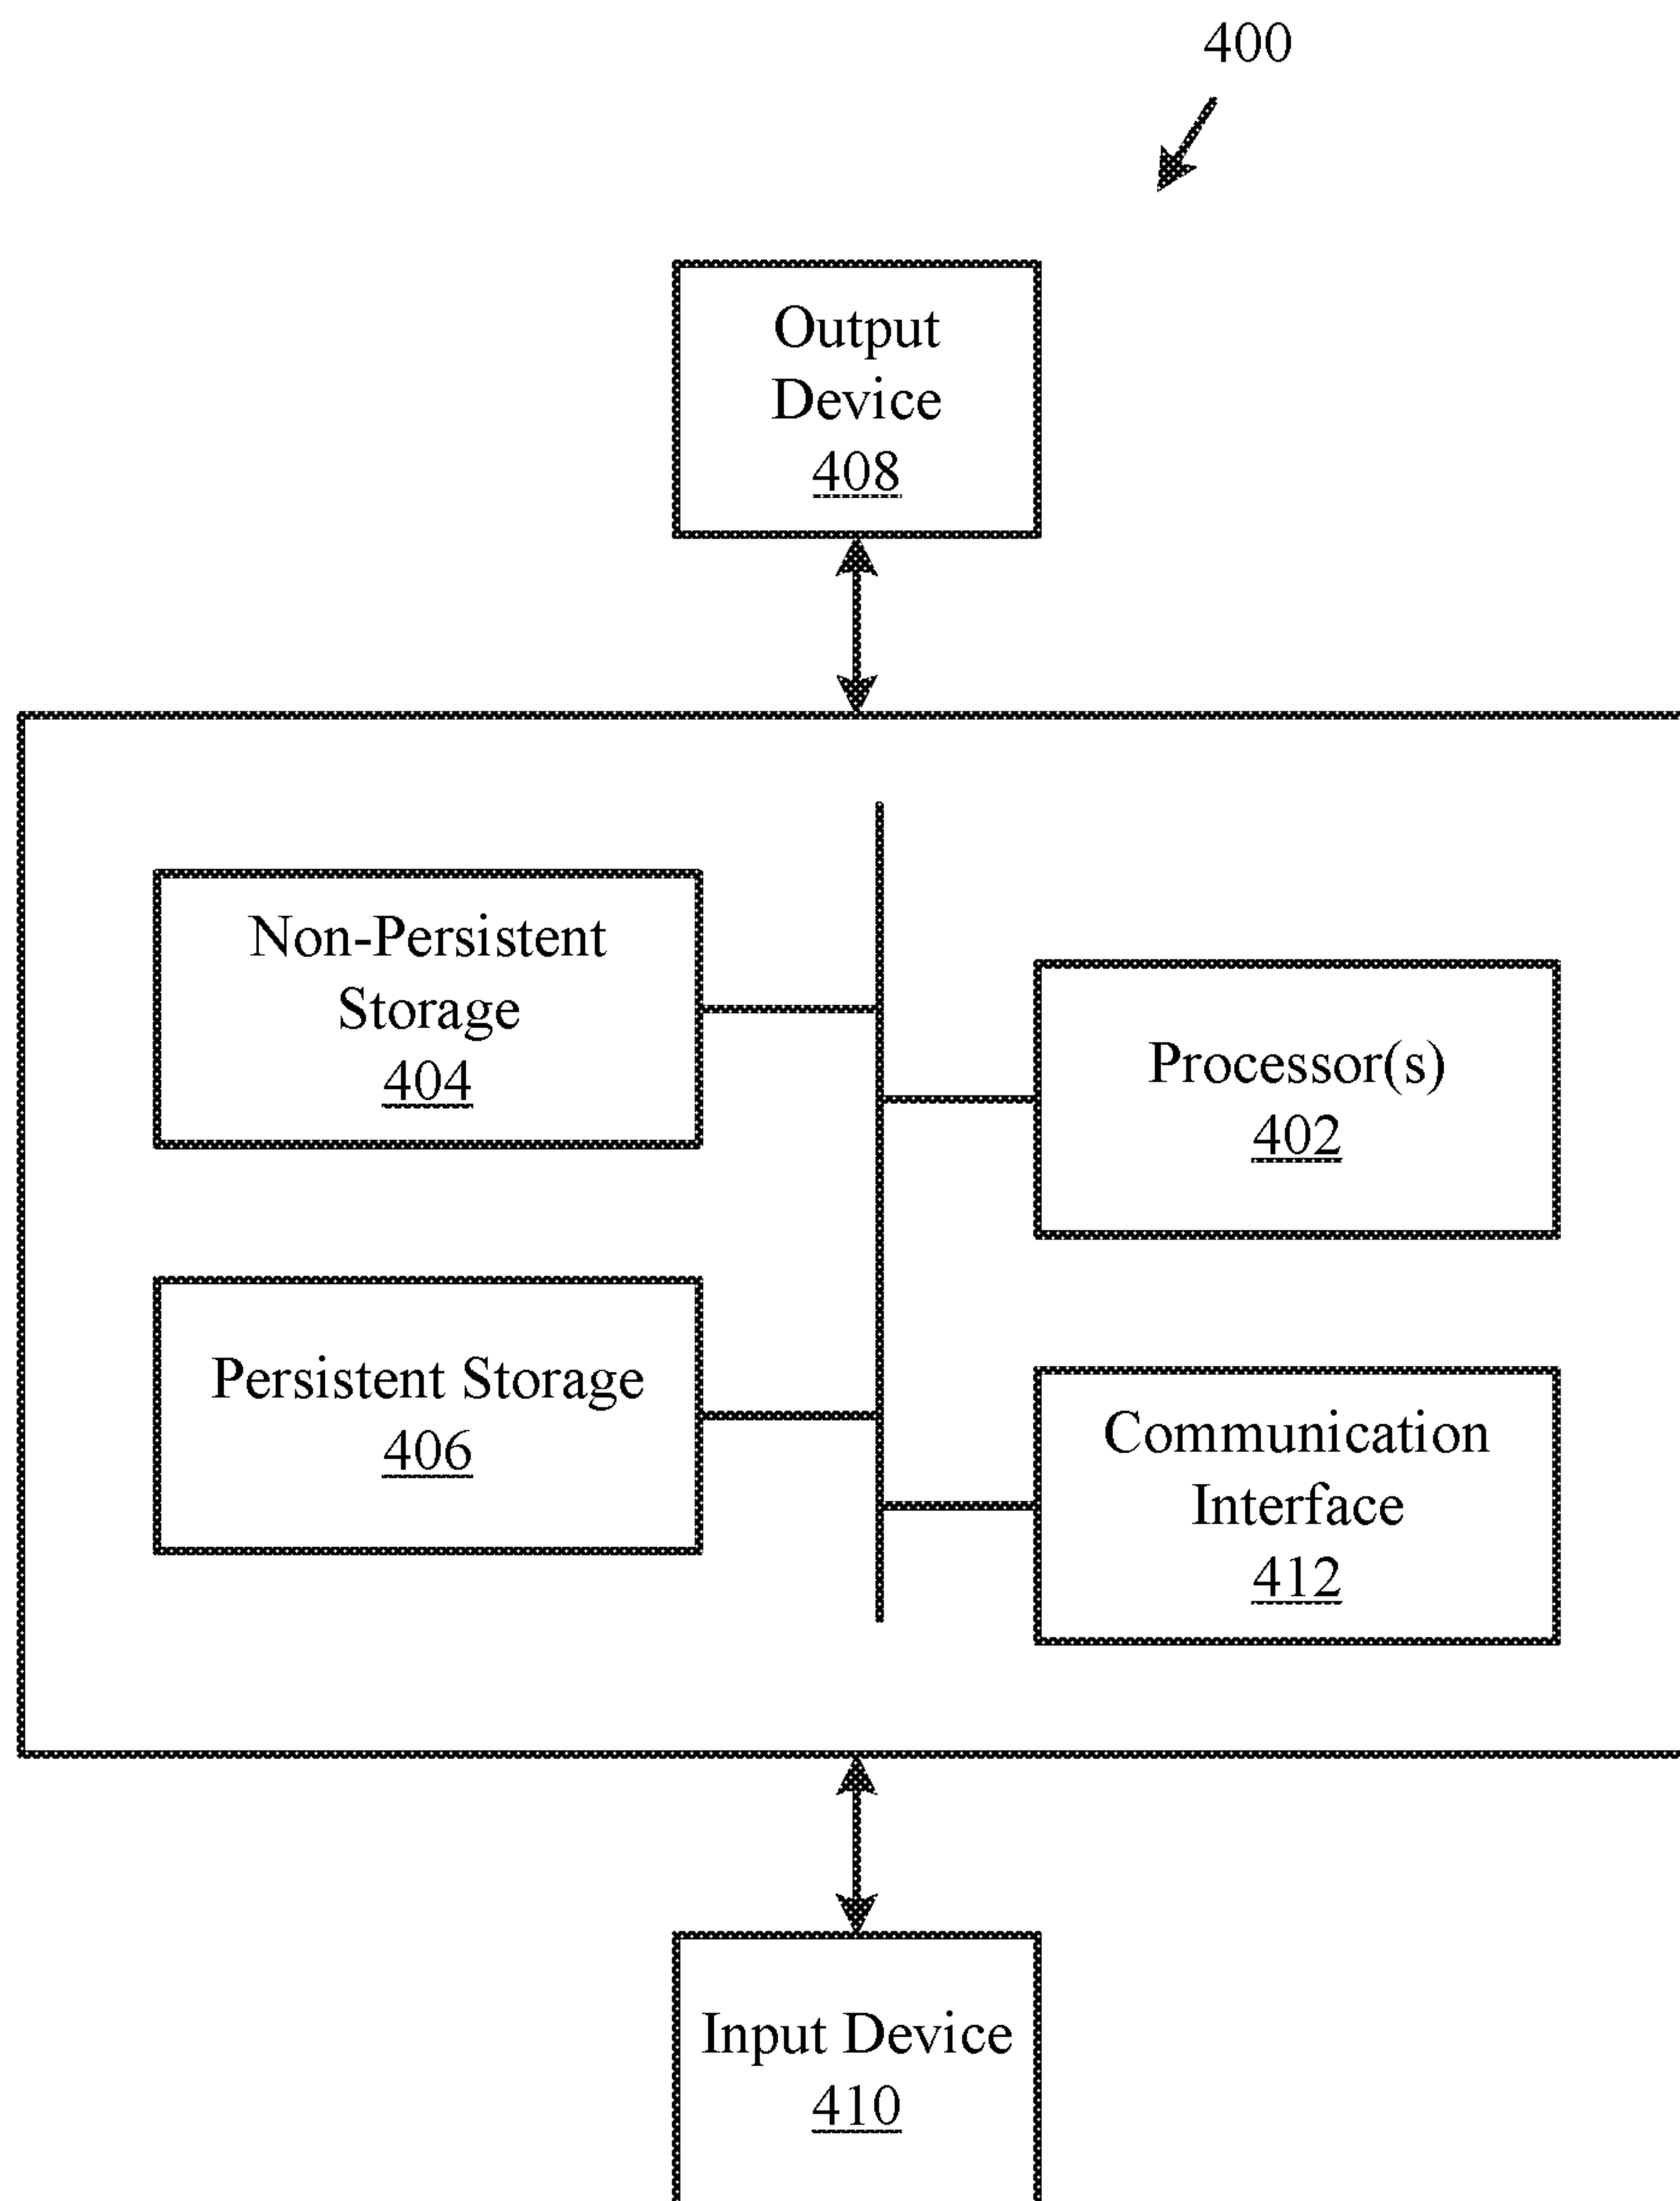 400
Output
Device
408
Non-Persistent
Storage
404
Processor(s)
402
Persistent Storage
406
Communication
Interface
412
Input Device
410